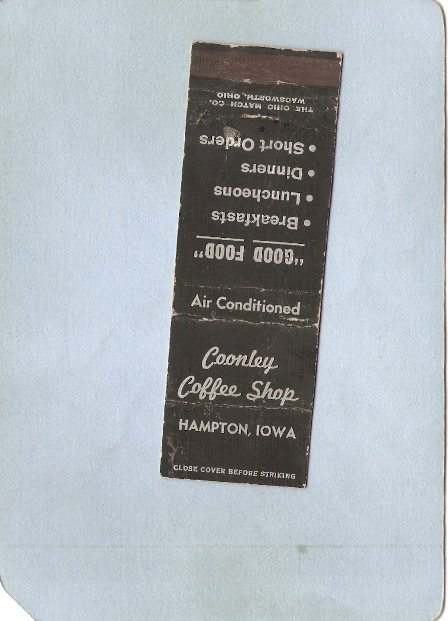 Air Conditioned
Coonley
Coffee Shop
HAMPTON, IOWA
CLOSE COVER BEFORE STRIKING
"GOOD FOOD"
• Breakfasts
• Luncheons
• Dinners
• Short Orders
THE OHIO MATCH CO.
WADSWORTH, OHIO